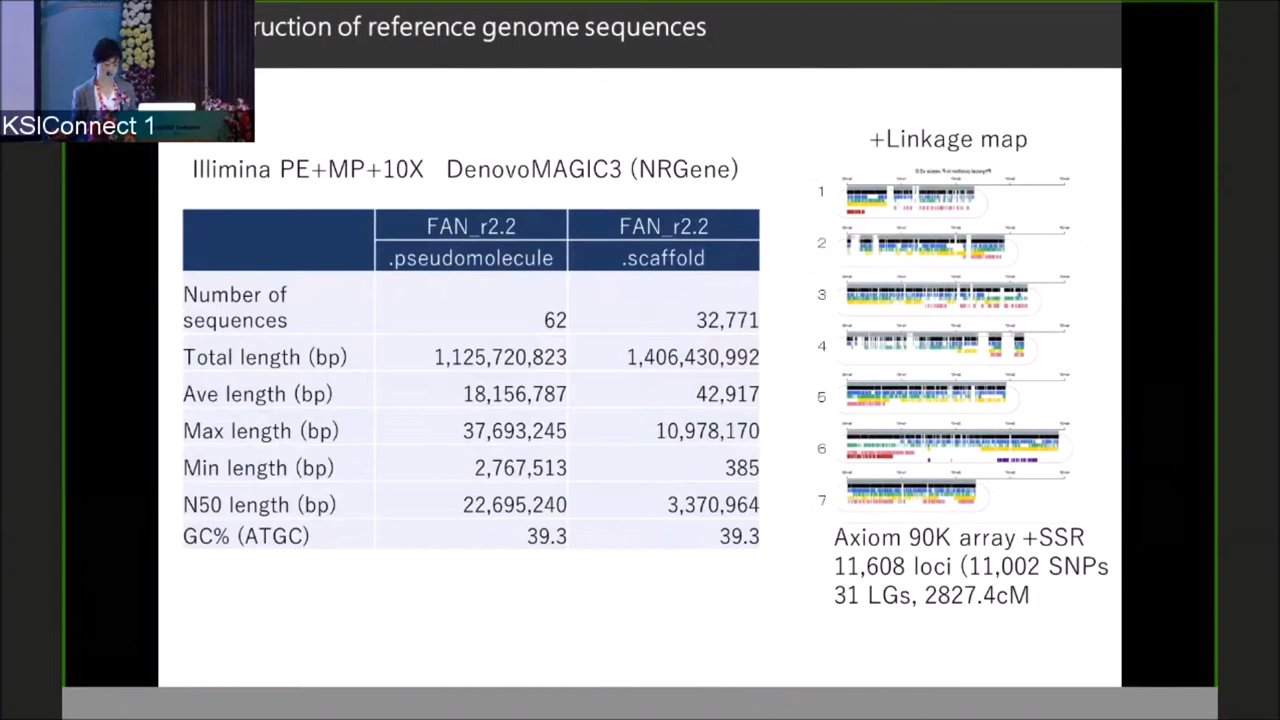 ruction of reference genome sequences
KSIConnect 1
+Linkage map
Illimina PE+MP+10X DenovoMAGIC3 (NRGene)
FAN_r2.2 FAN_r2.2
.pseudomolecule .scaffold
Number of
sequences 62 32,771
Total length (bp) 1,125,720,823 1,406,430,992
Ave length (bp) 18,156,787 42,917
Max length (bp) 37,693,245 10,978,170
Min length (bp) 2,767,513 385
N50 length (bp) 22,695,240 3,370,964
GC% (ATGC) 39.3 39.3
1
2
3
4
5
6
7
Axiom 90K array +SSR
11,608 loci (11,002 SNPs
31 LGs, 2827.4cM